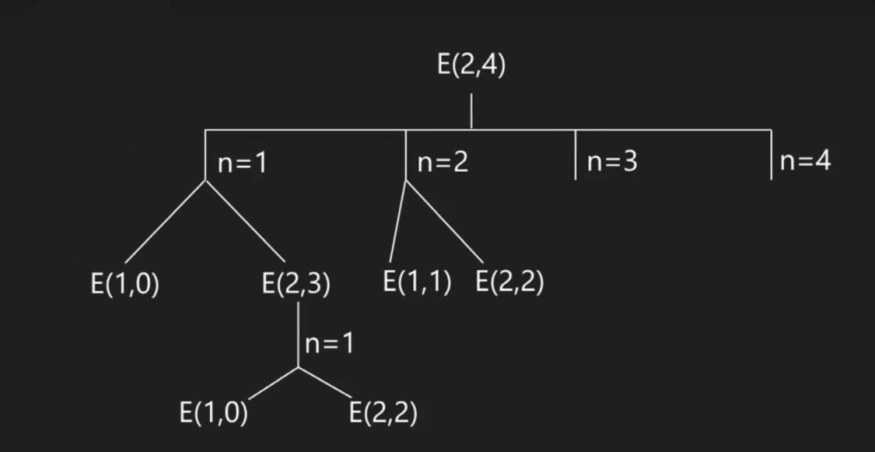 E(2,4)
n=1
n=2
n=3
n=4
E(1,0)
E(2,3)
E(1,1)
E(2,2)
n=1
E(1,0)
E(2,2)